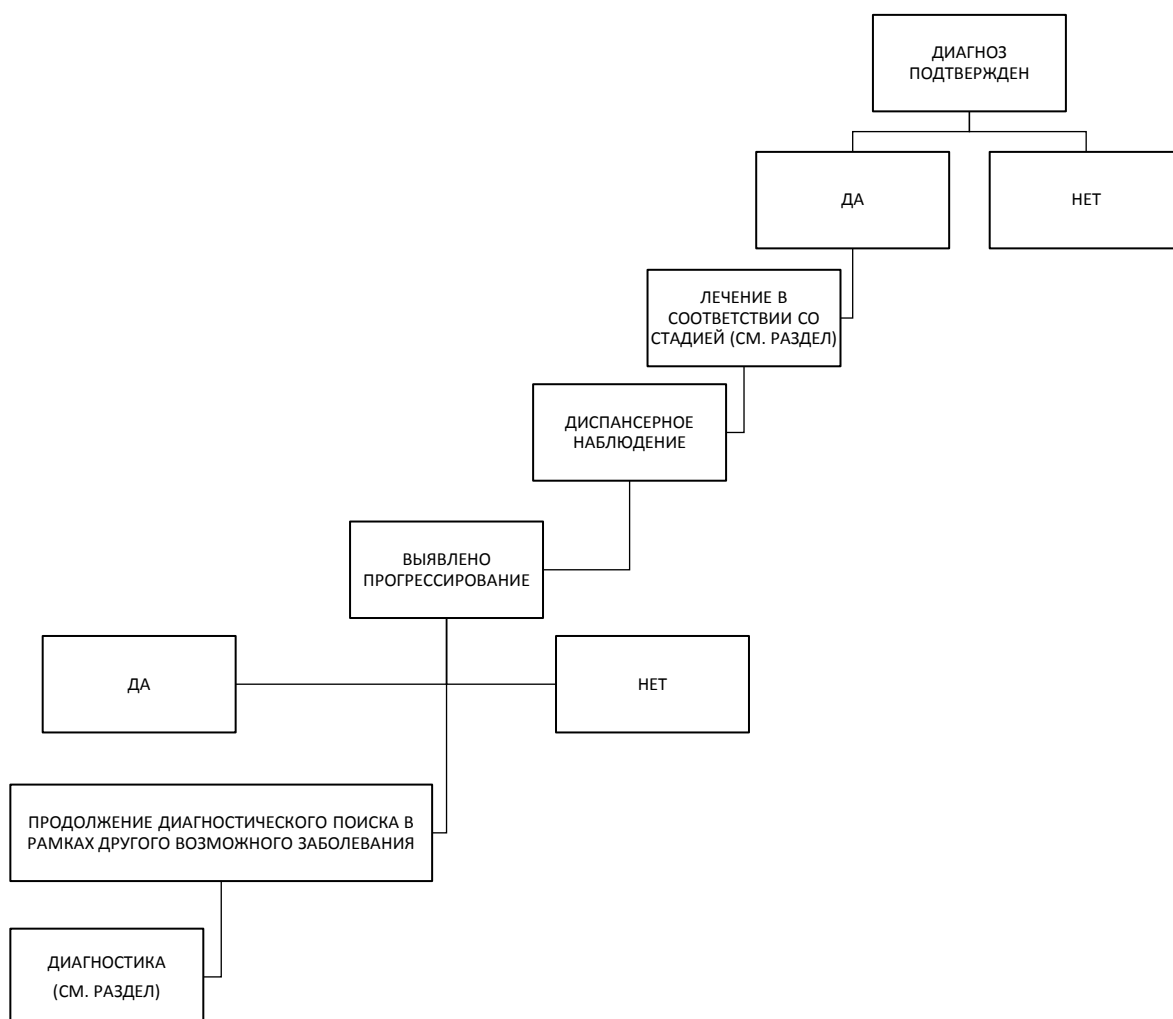 ДИАГНОЗ
ПОДТВЕРЖДЕН
ДА
НЕТ
ЛЕЧЕНИЕ В
СООТВЕТСТВИИ СО
СТАДИЕЙ (СМ. РАЗДЕЛ)
ДИСПАНСЕРНОЕ
НАБЛЮДЕНИЕ
ВЫЯВЛЕНО
ПРОГРЕССИРОВАНИЕ
ДА
НЕТ
ПРОДОЛЖЕНИЕ ДИАГНОСТИЧЕСКОГО ПОИСКА В
РАМКАХ ДРУГОГО ВОЗМОЖНОГО ЗАБОЛЕВАНИЯ
ДИАГНОСТИКА
(СМ. РАЗДЕЛ)